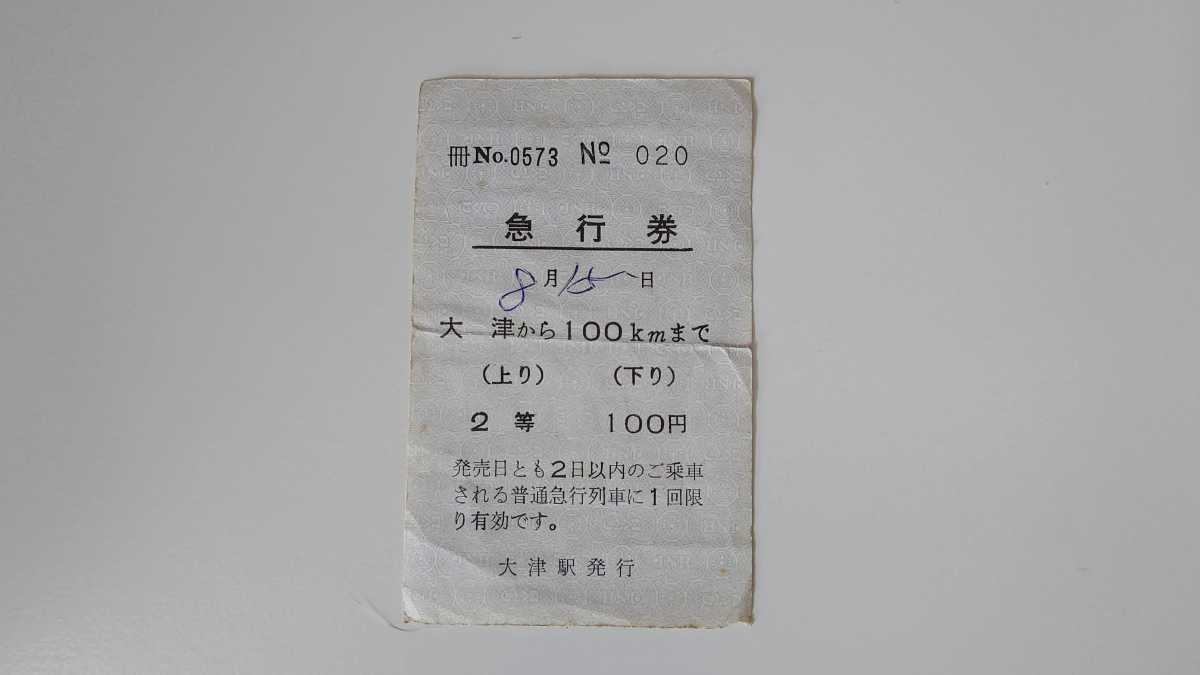 冊No.0573 No 020
急行券
8月15日
大津から100kmまで
(上り) (下り)
2等 100円
発売日とも2日以内のご乗車
される普通急行列車に1回限
り有効です。
大津駅発行